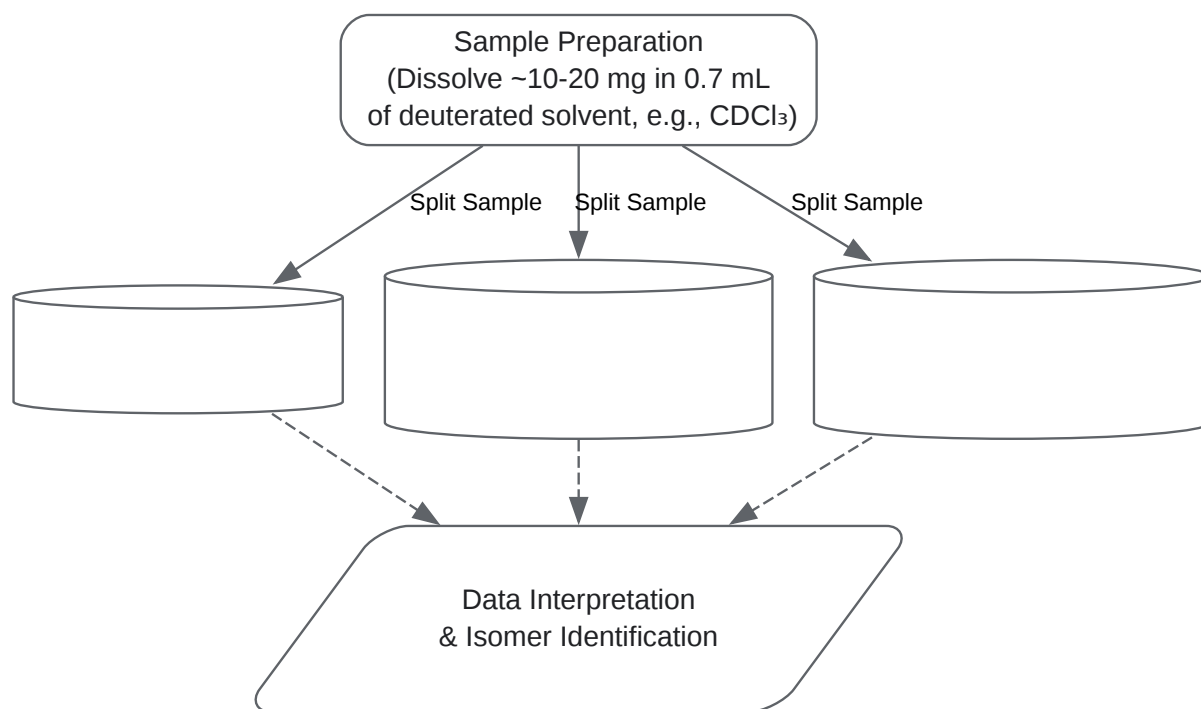 Sample Preparation
(Dissolve ~10-20 mg in 0.7 mL
of deuterated solvent, e.g., CDCl₃)
Split Sample
Split Sample
Split Sample
Data Interpretation
& Isomer Identification